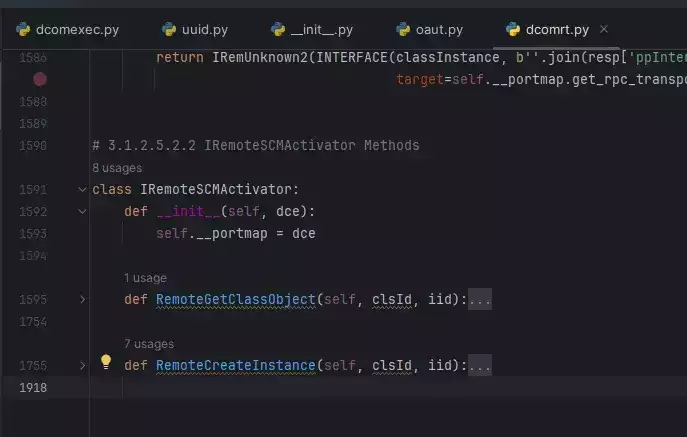 dcomexec.py uuid.py __init__.py oaut.py dcomrt.py
1586 return IRemUnknown2(INTERFACE(classInstance, b''.join(resp['ppInte
target=self.__portmap.get_rpc_transpo
1588
1589
1590 # 3.1.2.5.2.2 IRemoteSCMActivator Methods
8 usages
1591 class IRemoteSCMActivator:
1592 def __init__(self, dce):
1593 self.__portmap = dce
1594
1 usage
1595 def RemoteGetClassObject(self, clsId, iid):...
1754
7 usages
1755 def RemoteCreateInstance(self, clsId, iid):...
1918